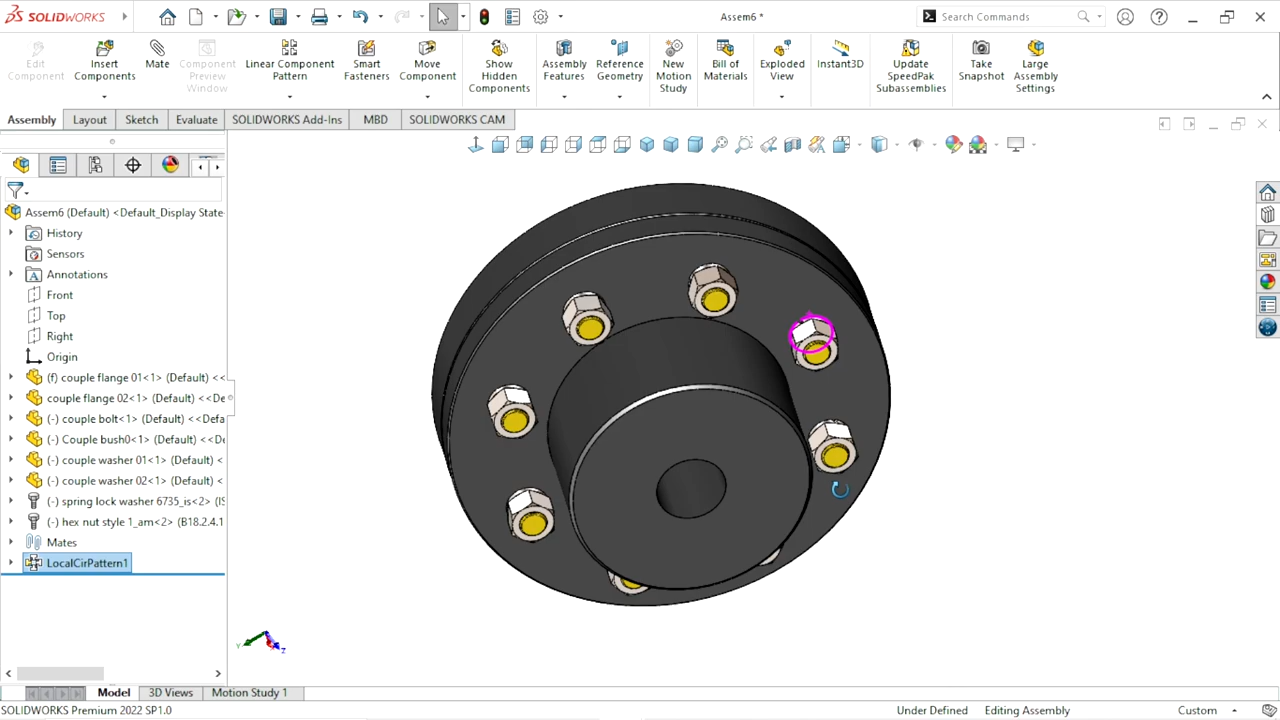 SOLIDWORKS
Assem6 *
Search Commands
Edit Component
Insert Components
Mate
Component Preview Window
Linear Component Pattern
Smart Fasteners
Move Component
Show Hidden Components
Assembly Features
Reference Geometry
New Motion Study
Bill of Materials
Exploded View
Instant3D
Update SpeedPak Subassemblies
Take Snapshot
Large Assembly Settings
Assembly
Layout
Sketch
Evaluate
SOLIDWORKS Add-Ins
MBD
SOLIDWORKS CAM
Assem6 (Default) <Default_Display State
History
Sensors
Annotations
Front
Top
Right
Origin
(f) couple flange 01<1> (Default) <<
couple flange 02<1> (Default) <<De
(-) couple bolt<1> (Default) <<Defa
(-) Couple bush0<1> (Default) <<De
(-) couple washer 01<1> (Default) <
(-) couple washer 02<1> (Default) <
(-) spring lock washer 6735_is<2> (IS
(-) hex nut style 1_am<2> (B18.2.4.1
Mates
LocalCirPattern1
Y
Z
Model
3D Views
Motion Study 1
SOLIDWORKS Premium 2022 SP1.0
Under Defined
Editing Assembly
Custom